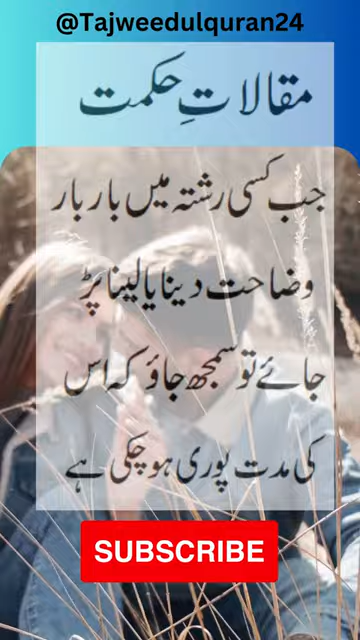 @Tajweedulquran24
مقالاتِ حکمت
جب کسی رشتہ میں بار بار
وضاحت دینا یا لینا پڑ
جائے تو سمجھ جاؤ کہ اس
کی مدت پوری ہو چکی ہے
SUBSCRIBE